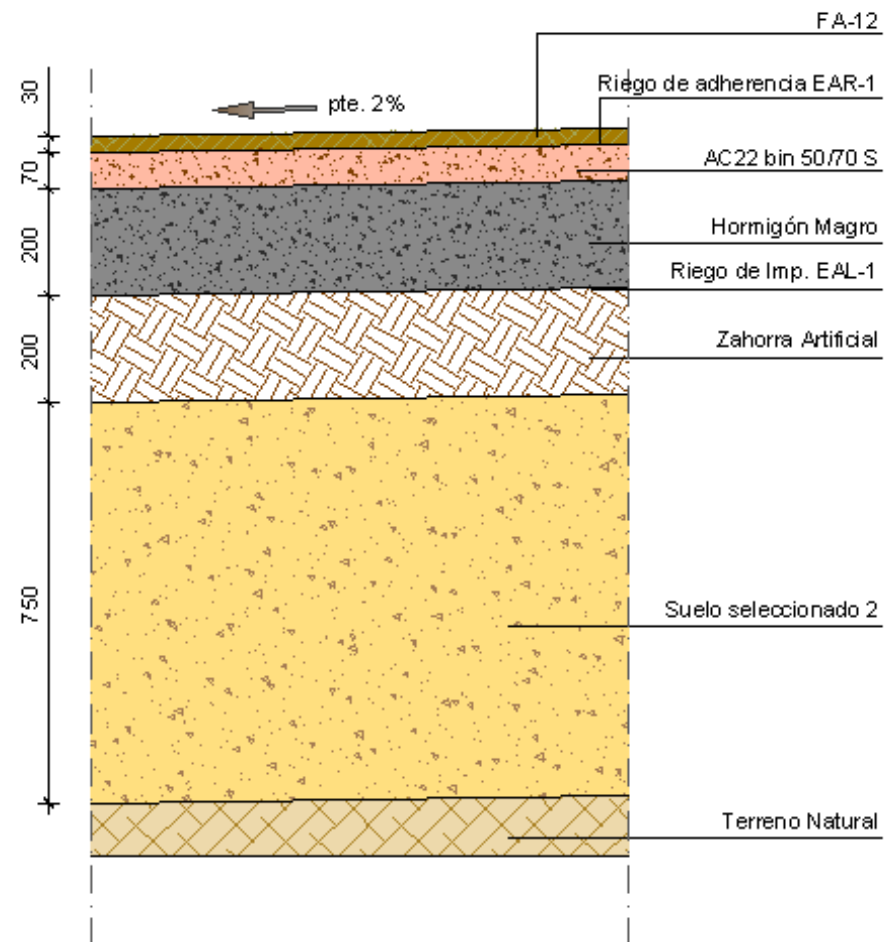 FA-12
Riego de adherencia EAR-1
pte. 2%
30
AC22 bin 50/70 S
70
Hormigón Magro
200
Riego de Imp. EAL-1
Zahorra Artificial
200
Suelo seleccionado 2
750
Terreno Natural